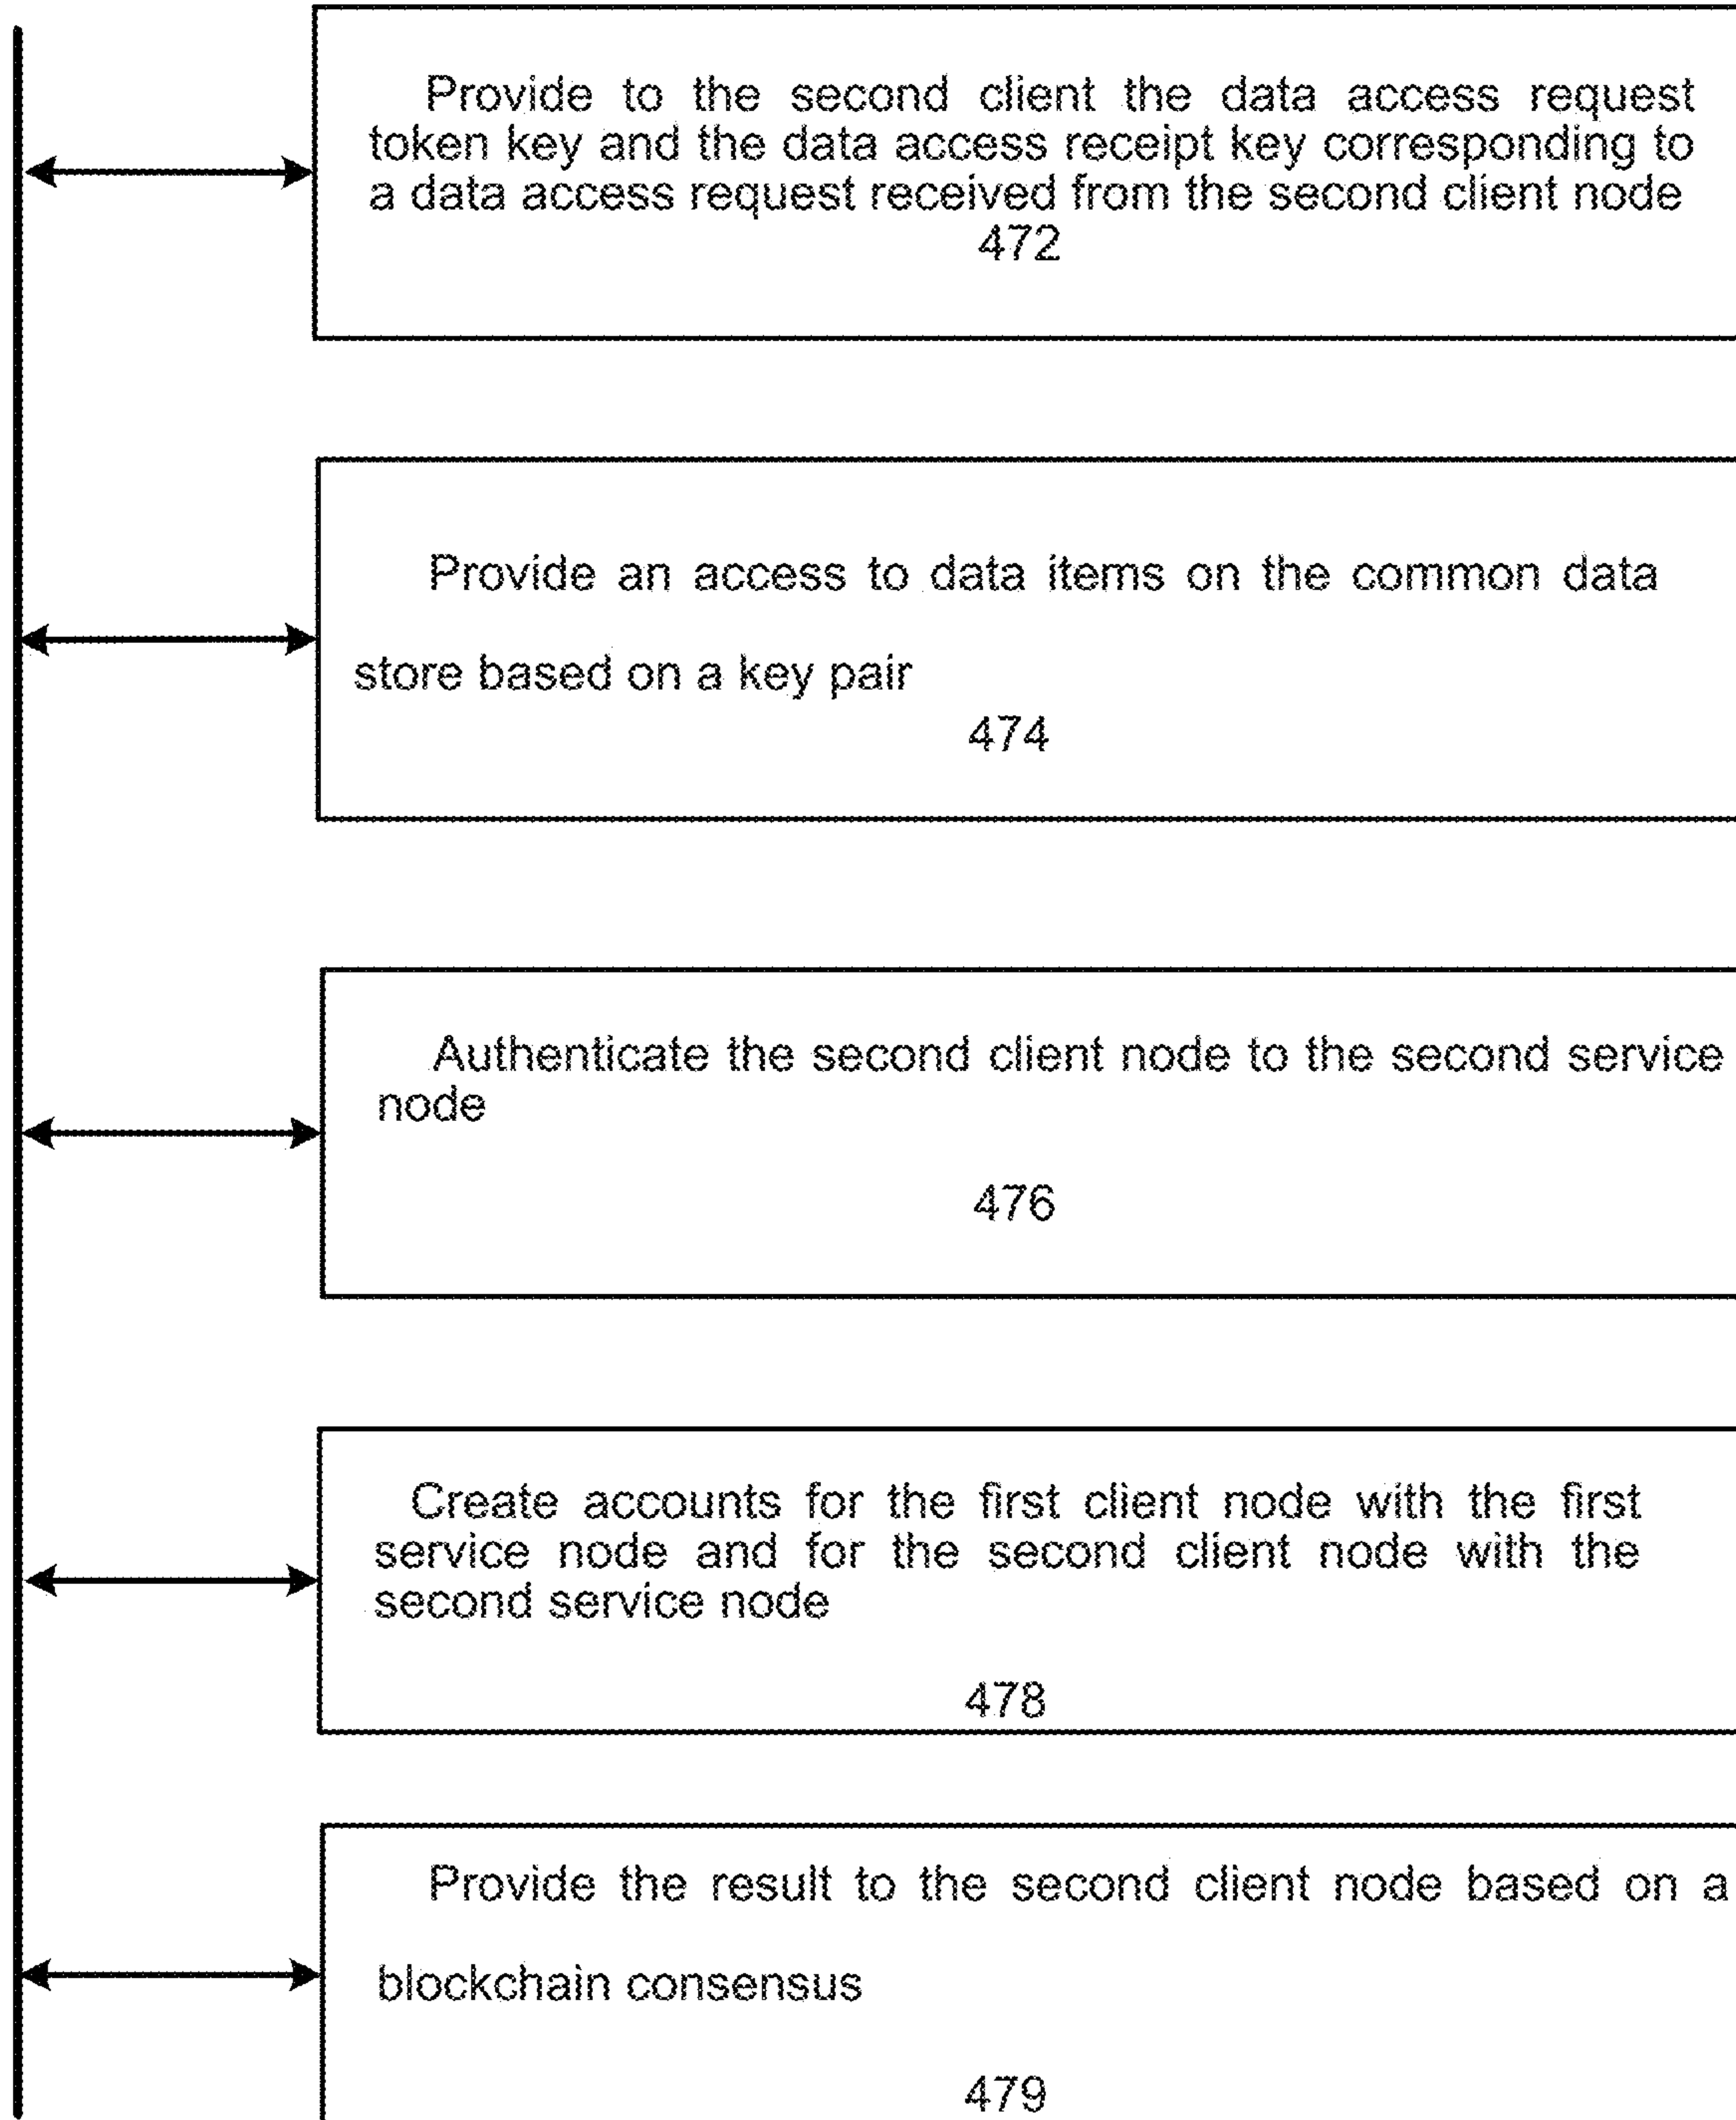 Provide to the second client the data access request
token key and the data access receipt key corresponding to
a data access request received from the second client node
472
Provide an access to data items on the common data
store based on a key pair
474
Authenticate the second client node to the second service
node
476
Create accounts for the first client node with the first
service node and for the second client node with the
second service node
478
Provide the result to the second client node based on a
blockchain consensus
479